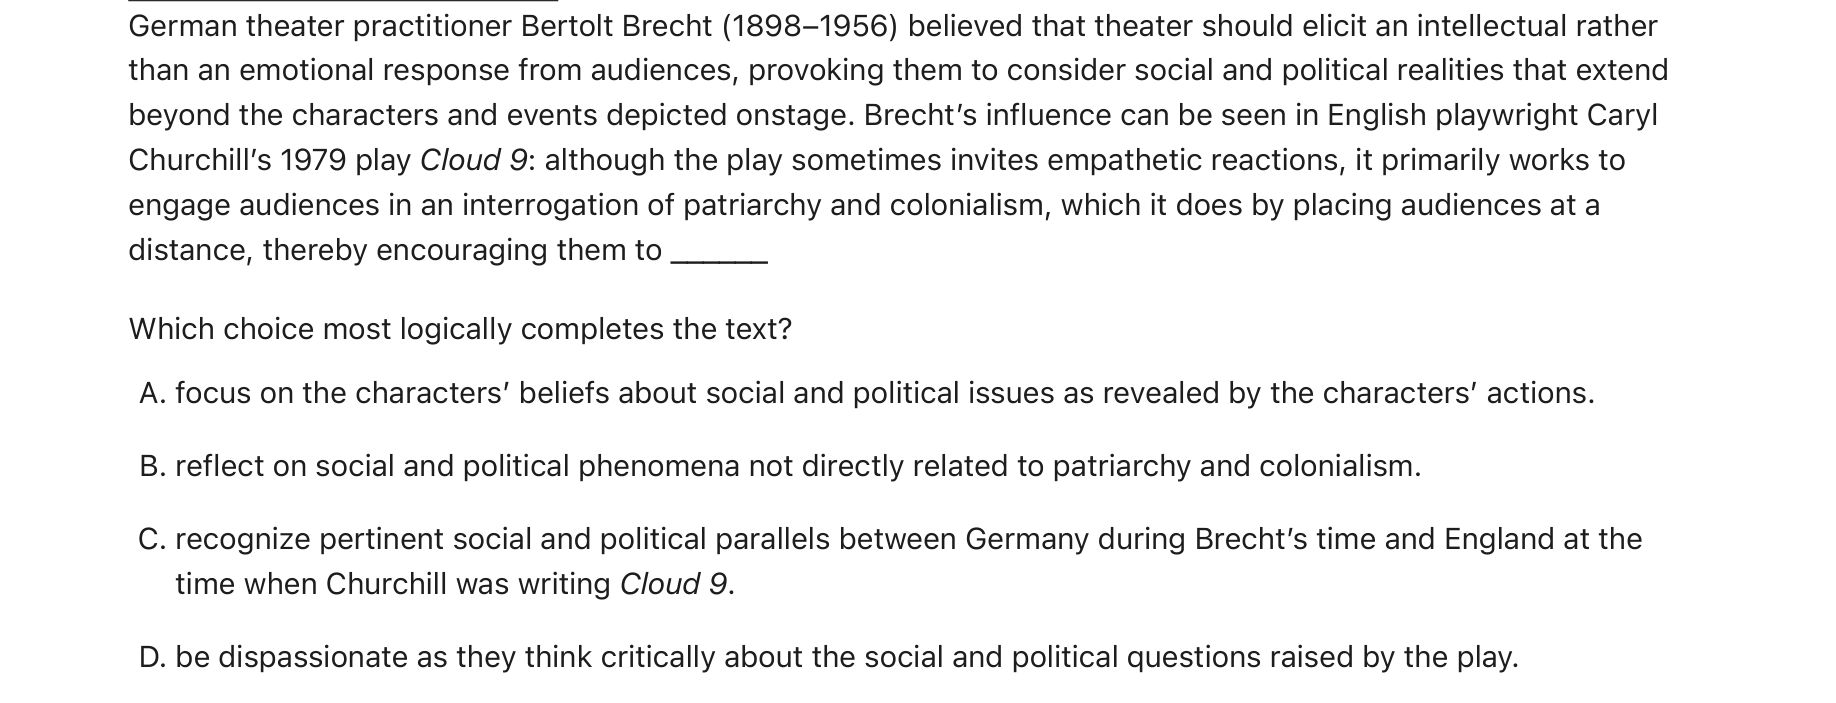 German theater practitioner Bertolt Brecht (1898–1956) believed that theater should elicit an intellectual rather
than an emotional response from audiences, provoking them to consider social and political realities that extend
beyond the characters and events depicted onstage. Brecht’s influence can be seen in English playwright Caryl
Churchill’s 1979 play Cloud 9: although the play sometimes invites empathetic reactions, it primarily works to
engage audiences in an interrogation of patriarchy and colonialism, which it does by placing audiences at a
distance, thereby encouraging them to ______
Which choice most logically completes the text?
A. focus on the characters’ beliefs about social and political issues as revealed by the characters’ actions.
B. reflect on social and political phenomena not directly related to patriarchy and colonialism.
C. recognize pertinent social and political parallels between Germany during Brecht’s time and England at the
time when Churchill was writing Cloud 9.
D. be dispassionate as they think critically about the social and political questions raised by the play.